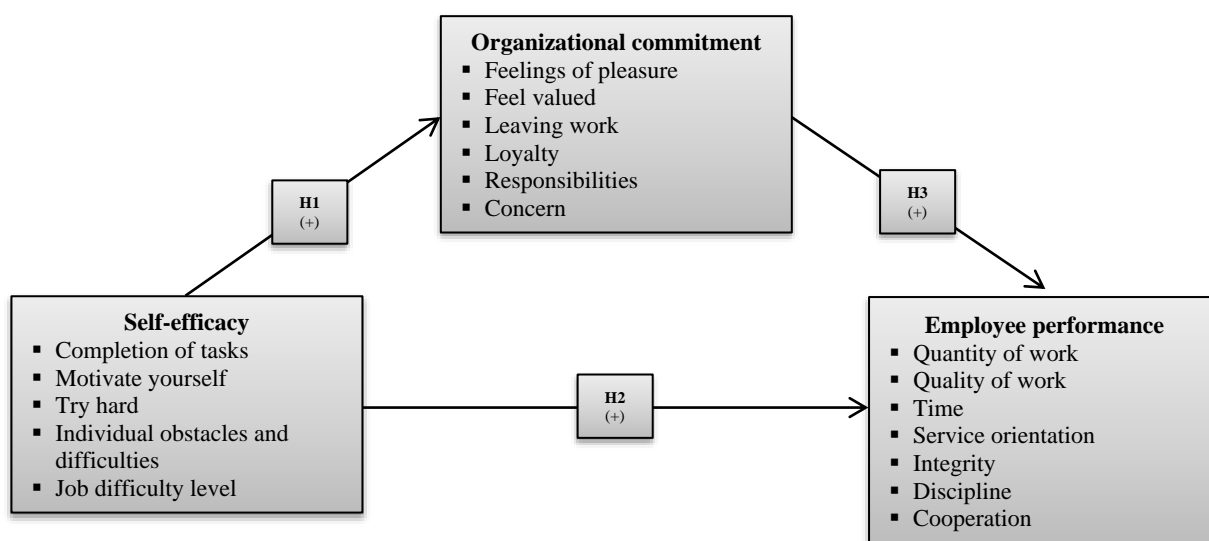 Organizational commitment
▪ Feelings of pleasure
▪ Feel valued
▪ Leaving work
▪ Loyalty
▪ Responsibilities
▪ Concern
H1
(+)
H3
(+)
Self-efficacy
▪ Completion of tasks
▪ Motivate yourself
▪ Try hard
▪ Individual obstacles and
difficulties
▪ Job difficulty level
H2
(+)
Employee performance
▪ Quantity of work
▪ Quality of work
▪ Time
▪ Service orientation
▪ Integrity
▪ Discipline
▪ Cooperation